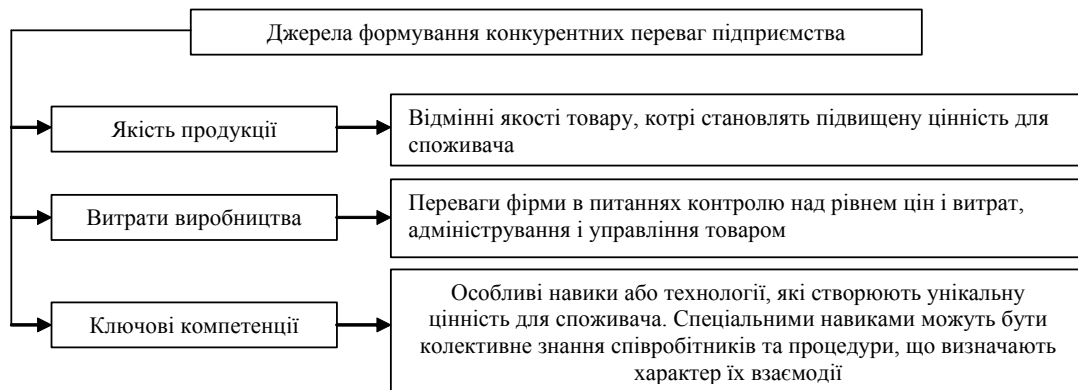 Джерела формування конкурентних переваг підприємства
Якість продукції
Відмінні якості товару, котрі становлять підвищену цінність для
споживача
Витрати виробництва
Переваги фірми в питаннях контролю над рівнем цін і витрат,
адміністрування і управління товаром
Ключові компетенції
Особливі навики або технології, які створюють унікальну
цінність для споживача. Спеціальними навиками можуть бути
колективне знання співробітників та процедури, що визначають
характер їх взаємодії